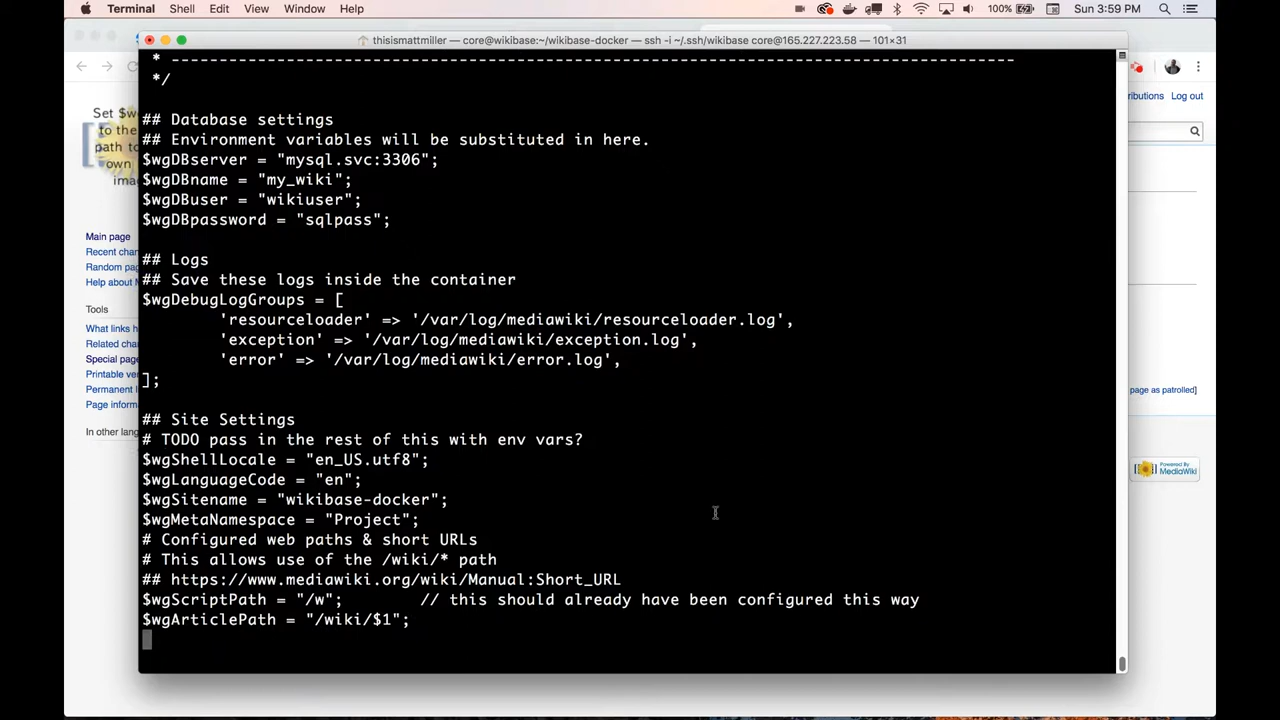 Terminal Shell Edit View Window Help 100% Sun 3:59 PM
thisismattmiller — core@wikibase:~/wikibase-docker — ssh -i ~/.ssh/wikibase core@165.227.223.58 — 101×31
* ----------------------------------------------------------------------------------------
*/
## Database settings
## Environment variables will be substituted in here.
$wgDBserver = "mysql.svc:3306";
$wgDBname = "my_wiki";
$wgDBuser = "wikiuser";
$wgDBpassword = "sqlpass";
## Logs
## Save these logs inside the container
$wgDebugLogGroups = [
'resourceloader' => '/var/log/mediawiki/resourceloader.log',
'exception' => '/var/log/mediawiki/exception.log',
'error' => '/var/log/mediawiki/error.log',
];
## Site Settings
# TODO pass in the rest of this with env vars?
$wgShellLocale = "en_US.utf8";
$wgLanguageCode = "en";
$wgSitename = "wikibase-docker";
$wgMetaNamespace = "Project";
# Configured web paths & short URLs
# This allows use of the /wiki/* path
## https://www.mediawiki.org/wiki/Manual:Short_URL
$wgScriptPath = "/w"; // this should already have been configured this way
$wgArticlePath = "/wiki/$1";
Set $w
to the
path to
own
ima
Main page
Recent chan
Random pag
Help about M
Tools
What links h
Related chan
Special page
Printable ver
Permanent l
Page inform
In other lang
ributions Log out
page as patrolled]
Powered By
MediaWiki